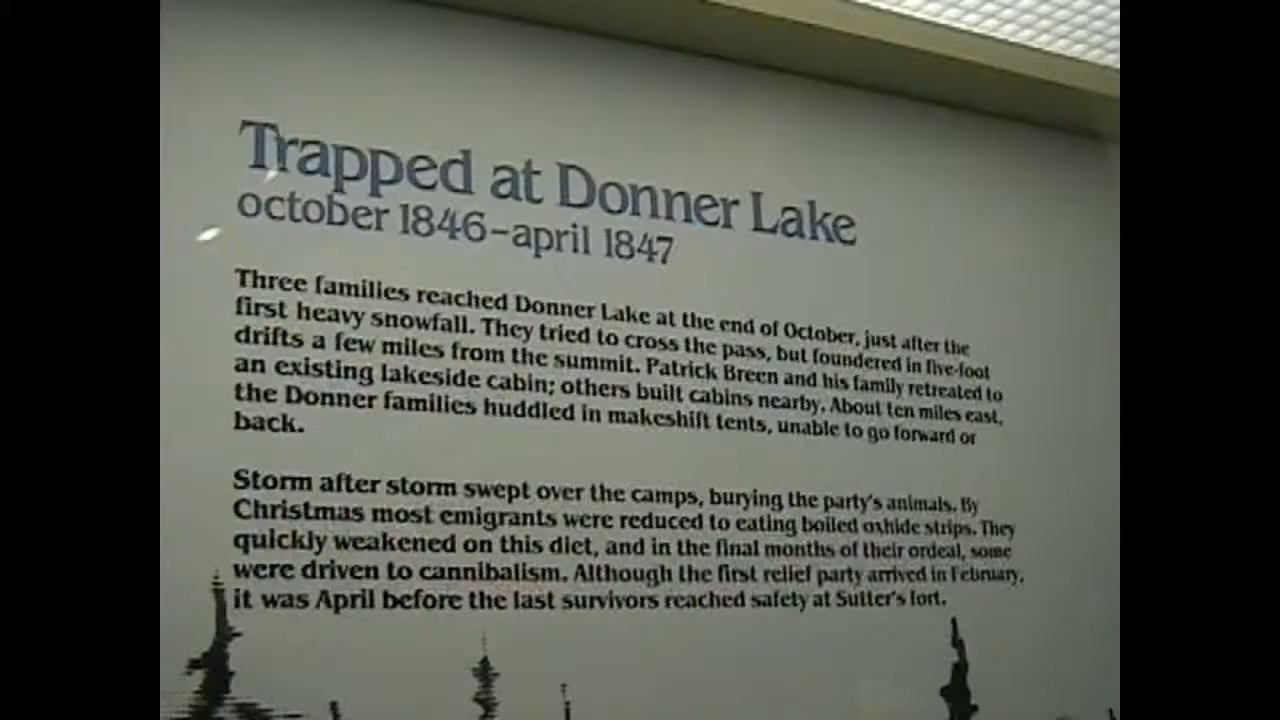 Trapped at Donner Lake
october 1846–april 1847
Three families reached Donner Lake at the end of October, just after the
first heavy snowfall. They tried to cross the pass, but foundered in five-foot
drifts a few miles from the summit. Patrick Breen and his family retreated to
an existing lakeside cabin; others built cabins nearby. About ten miles east,
the Donner families huddled in makeshift tents, unable to go forward or
back.
Storm after storm swept over the camps, burying the party's animals. By
Christmas most emigrants were reduced to eating boiled oxhide strips. They
quickly weakened on this diet, and in the final months of their ordeal, some
were driven to cannibalism. Although the first relief party arrived in February,
it was April before the last survivors reached safety at Sutter's fort.